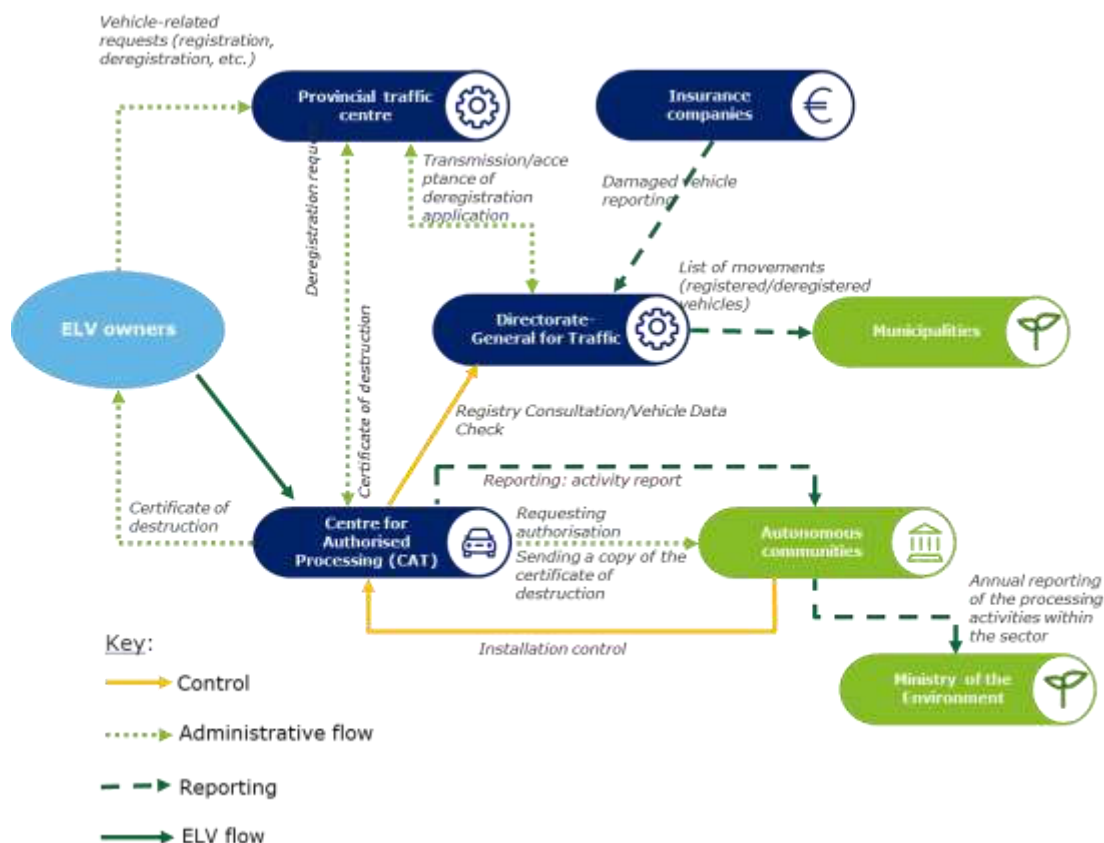 Vehicle-related
requests (registration,
deregistration, etc.)
Provincial traffic
centre
Insurance
companies
€
Deregistration reque
Transmission/acce
ptance of
deregistration
application
Damaged vehicle
reporting
List of movements
(registered/deregistered
vehicles)
ELV owners
Directorate-
General for Traffic
Municipalities
Certificate of destruction
Registry Consultation/Vehicle Data
Check
Reporting: activity report
Certificate of
destruction
Centre for
Authorised
Processing (CAT)
Requesting
authorisation
Sending a copy of the
certificate of
destruction
Autonomous
communities
Annual reporting
of the processing
activities within
the sector
Installation control
Ministry of the
Environment
Key:
Control
Administrative flow
Reporting
ELV flow